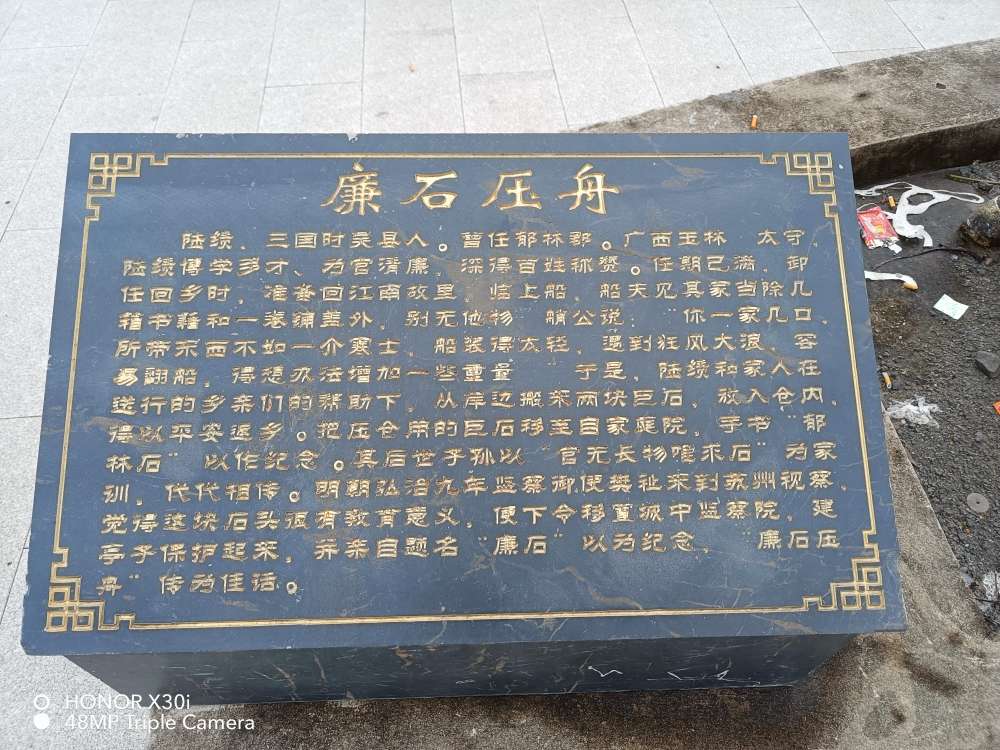 廉石压舟
陆绩，三国时吴县人。曾任郁林郡。广西玉林 太守，
陆绩博学多才、为官清廉，深得百姓称赞。任期已满，卸
任回乡时，准备回江南故里，临上船，船夫见其家当除几
箱书籍和一卷铺盖外，别无他物 艄公说：“你一家几口，
所带东西不如一介寒士，船装得太轻，遇到狂风大浪，容
易翻船，得想办法增加一些重量 ”于是，陆绩和家人在
送行的乡亲们的帮助下，从岸边搬来两块巨石，放入仓内，
得以平安返乡。把压仓用的巨石移至自家庭院，手书“郁
林石”以作纪念。其后世子孙以“官无长物唯求石”为家
训，代代相传。明朝弘治九年监察御使樊祉来到苏州视察，
觉得这块石头很有教育意义，便下令移置城中监察院，建
亭子保护起来，并亲自题名“廉石”以为纪念，“廉石压
舟”传为佳话。
HONOR X30i
48MP Triple Camera